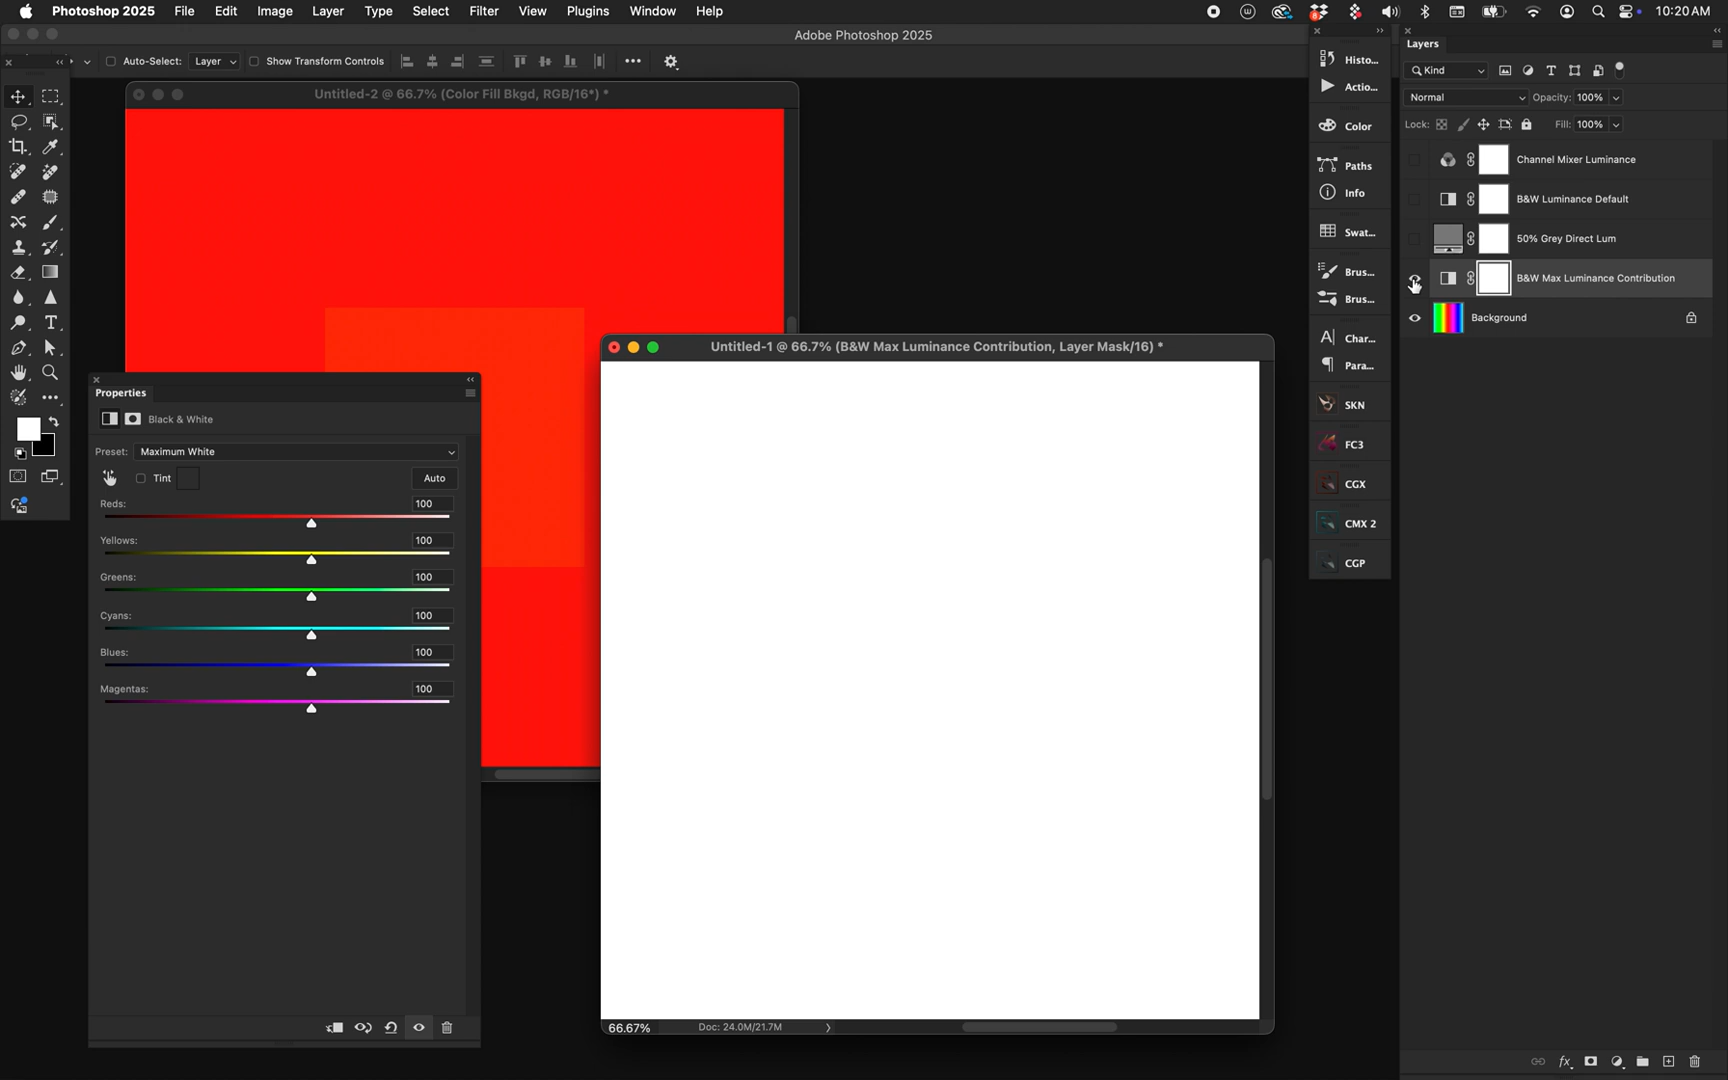 Photoshop 2025 File Edit Image Layer Type Select Filter View Plugins Window Help 8 10:20 AM
Adobe Photoshop 2025
Auto-Select: Layer Show Transform Controls
Untitled-2 @ 66.7% (Color Fill Bkgd, RGB/16*) *
Untitled-1 @ 66.7% (B&W Max Luminance Contribution, Layer Mask/16) *
66.67% Doc: 24.0M/21.7M
Properties
Black & White
Preset: Maximum White
Tint Auto
Reds: 100
Yellows: 100
Greens: 100
Cyans: 100
Blues: 100
Magentas: 100
Histo...
Actio...
Color
Paths
Info
Swat...
Brus...
Brus...
Char...
Para...
SKN
FC3
CGX
CMX 2
CGP
Layers
Kind
Normal Opacity: 100%
Lock: Fill: 100%
Channel Mixer Luminance
B&W Luminance Default
50% Grey Direct Lum
B&W Max Luminance Contribution
Background
fx